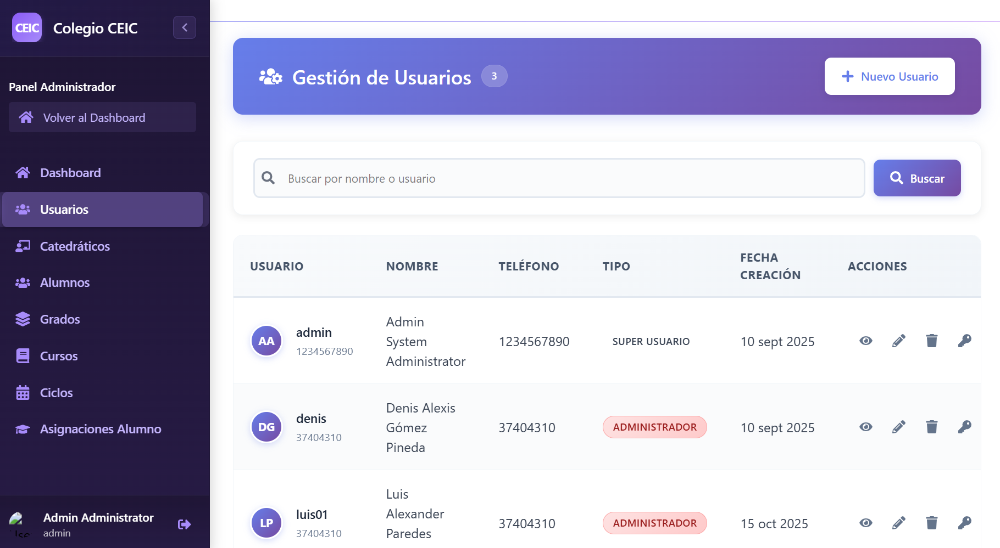 CEIC
Colegio CEIC
Panel Administrador
Volver al Dashboard
Dashboard
Usuarios
Catedráticos
Alumnos
Grados
Cursos
Ciclos
Asignaciones Alumno
Admin Administrator
admin
Gestión de Usuarios 3
Nuevo Usuario
Buscar por nombre o usuario
Buscar
USUARIO NOMBRE TELÉFONO TIPO FECHA CREACIÓN ACCIONES
AA admin 1234567890 Admin System Administrator 1234567890 SUPER USUARIO 10 sept 2025
DG denis 37404310 Denis Alexis Gómez Pineda 37404310 ADMINISTRADOR 10 sept 2025
LP luis01 37404310 Luis Alexander Paredes 37404310 ADMINISTRADOR 15 oct 2025